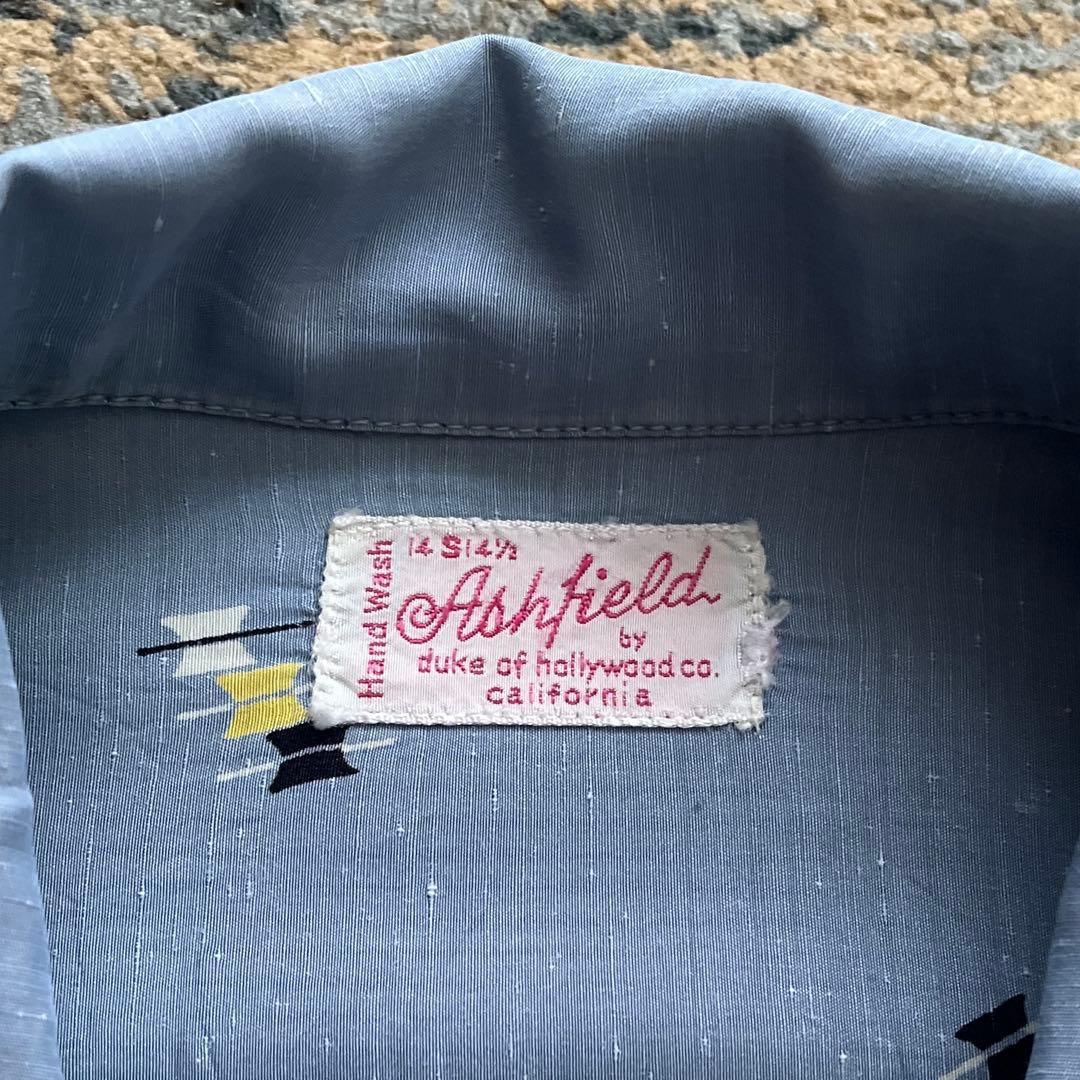 Hand Wash
14 S 14½
Ashfield
by
duke of hollywood co.
california